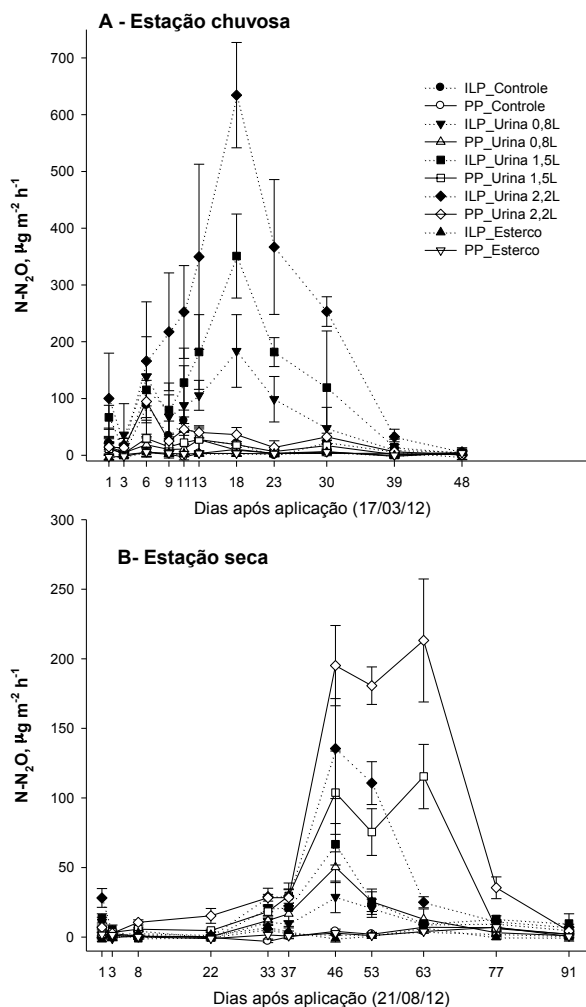 A - Estação chuvosa
700
600
500
400
300
200
100
0
N-N₂O, µg m⁻² h⁻¹
ILP_Controle
PP_Controle
ILP_Urina 0,8L
PP_Urina 0,8L
ILP_Urina 1,5L
PP_Urina 1,5L
ILP_Urina 2,2L
PP_Urina 2,2L
ILP_Esterco
PP_Esterco
1 3 6 9 11 13 18 23 30 39 48
Dias após aplicação (17/03/12)
B- Estação seca
300
250
200
150
100
50
0
N-N₂O, µg m⁻² h⁻¹
1 3 8 22 33 37 46 53 63 77 91
Dias após aplicação (21/08/12)